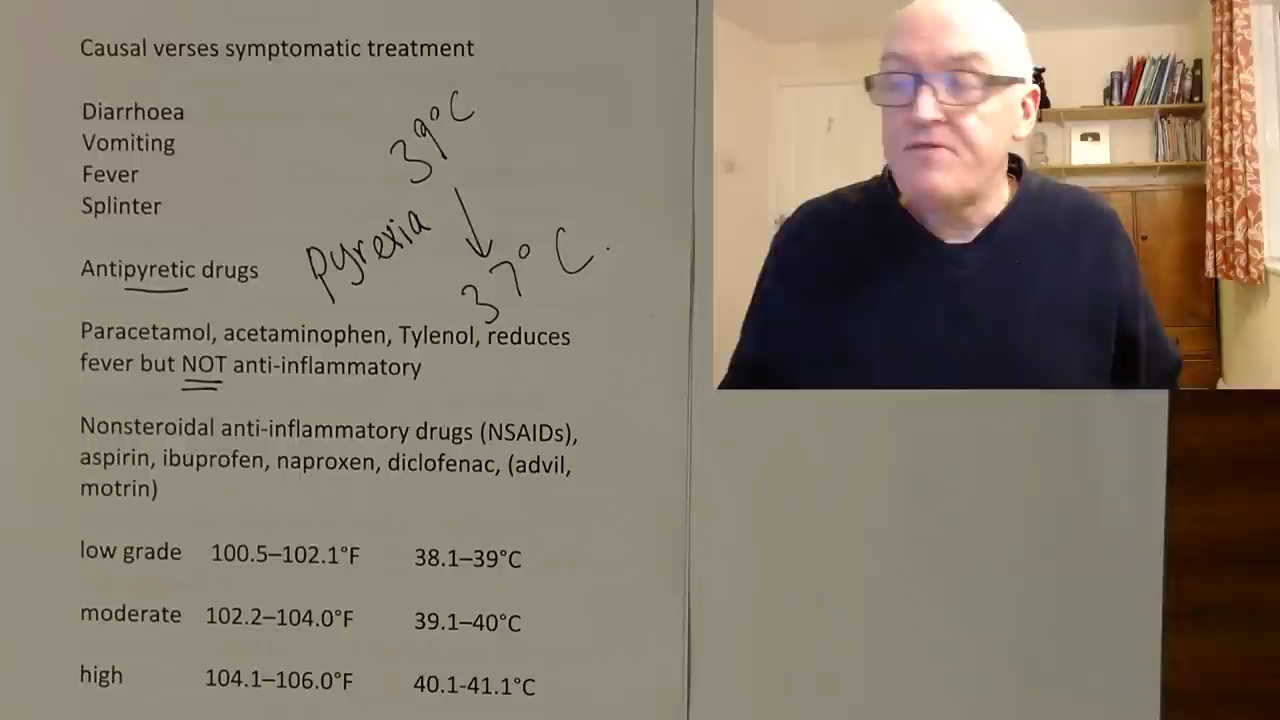 Causal verses symptomatic treatment
Diarrhoea
Vomiting
Fever
Splinter
39°C
Pyrexia
37°C.
Antipyretic drugs
Paracetamol, acetaminophen, Tylenol, reduces
fever but NOT anti-inflammatory
Nonsteroidal anti-inflammatory drugs (NSAIDs),
aspirin, ibuprofen, naproxen, diclofenac, (advil,
motrin)
low grade 100.5–102.1°F 38.1–39°C
moderate 102.2–104.0°F 39.1–40°C
high 104.1–106.0°F 40.1-41.1°C